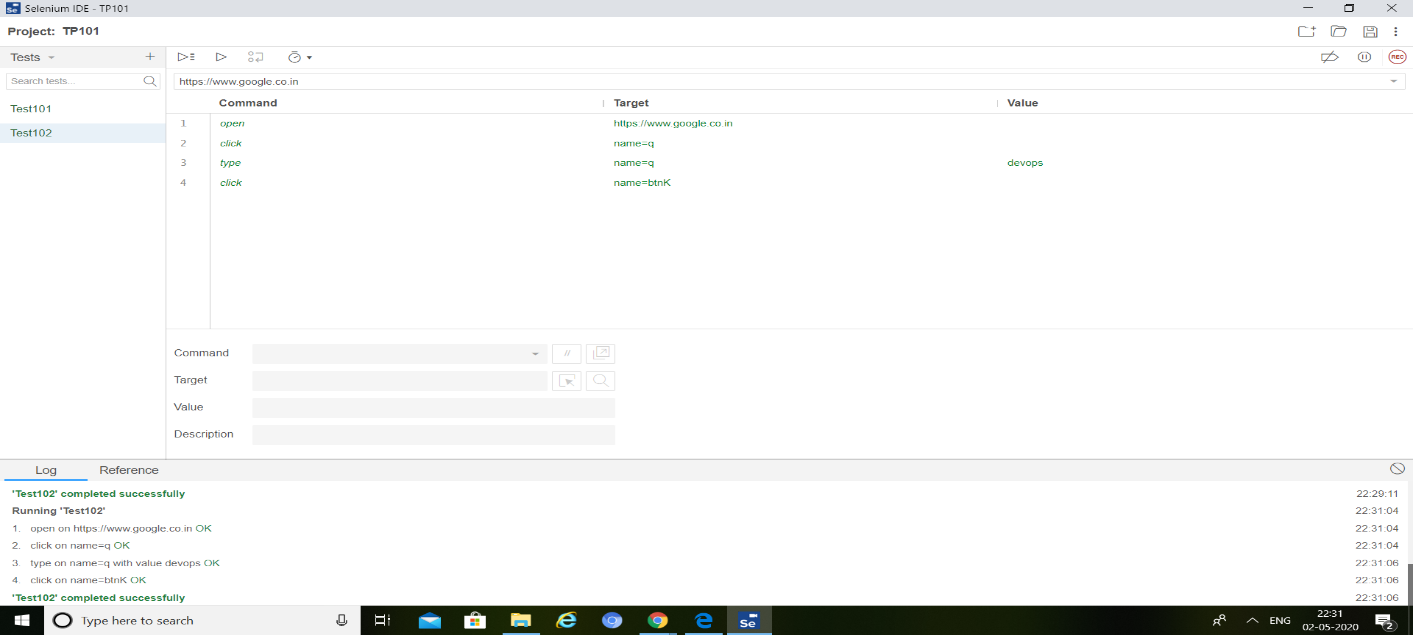 Se Selenium IDE - TP101
Project: TP101
Tests
Search tests...
Test101
Test102
REC
https://www.google.co.in
Command Target Value
1 open https://www.google.co.in
2 click name=q
3 type name=q devops
4 click name=btnK
Command //
Target
Value
Description
Log Reference
'Test102' completed successfully 22:29:11
Running 'Test102' 22:31:04
1. open on https://www.google.co.in OK 22:31:04
2. click on name=q OK 22:31:04
3. type on name=q with value devops OK 22:31:06
4. click on name=btnK OK 22:31:06
'Test102' completed successfully 22:31:06
Type here to search Se ENG 22:31
02-05-2020 2